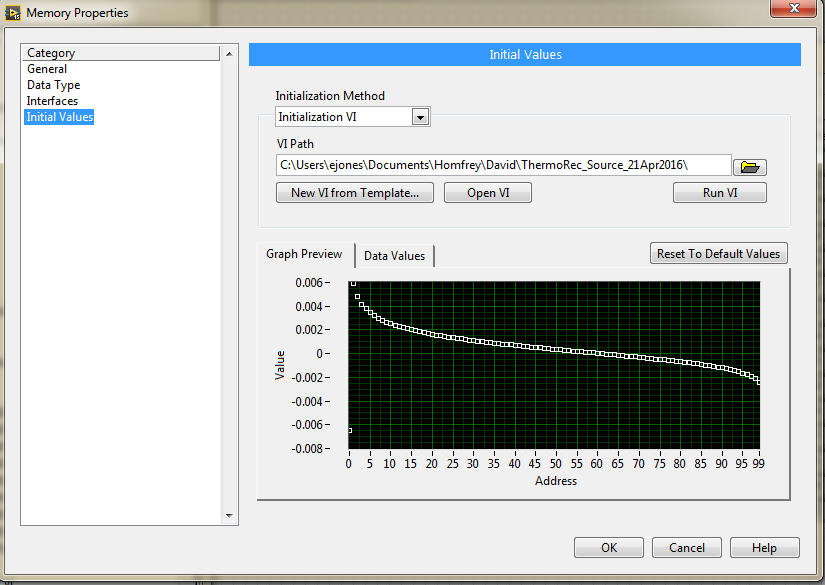 Memory Properties
Category
General
Data Type
Interfaces
Initial Values
Initial Values
Initialization Method
Initialization VI
VI Path
C:\Users\ejones\Documents\Homfrey\David\ThermoRec_Source_21Apr2016\
New VI from Template... Open VI Run VI
Graph Preview Data Values Reset To Default Values
0.006
0.004
0.002
0
-0.002
-0.004
-0.006
-0.008
Value
0 5 10 15 20 25 30 35 40 45 50 55 60 65 70 75 80 85 90 95 99
Address
OK Cancel Help